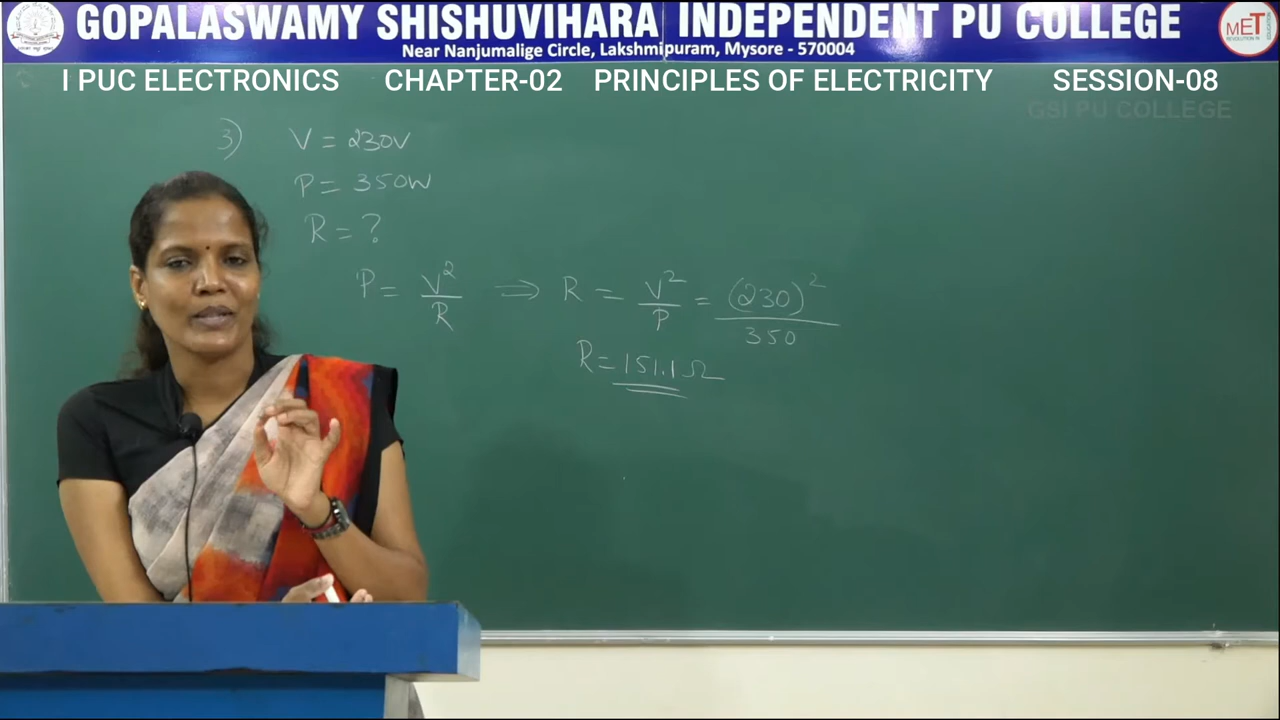 GOPALASWAMY SHISHUVIHARA INDEPENDENT PU COLLEGE
Near Nanjumalige Circle, Lakshmipuram, Mysore - 570004
MET
I PUC ELECTRONICS CHAPTER-02 PRINCIPLES OF ELECTRICITY SESSION-08
GSI PU COLLEGE
3) V = 230V
P = 350W
R = ?
P = V²/R ⇒ R = V²/P = (230)²/350
R = 151.1Ω